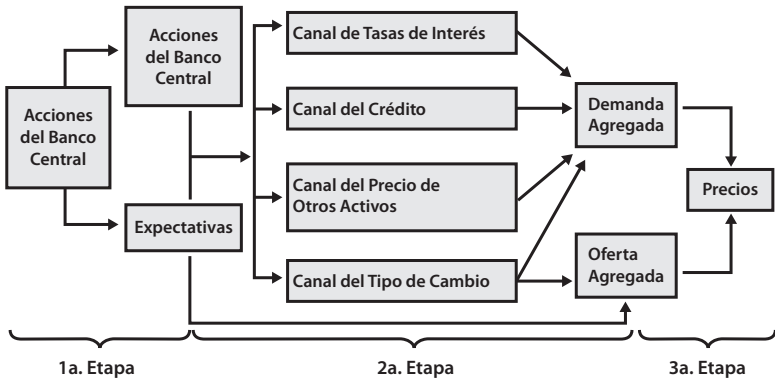 Acciones
del Banco
Central
Acciones
del Banco
Central
Expectativas
Canal de Tasas de Interés
Canal del Crédito
Canal del Precio de
Otros Activos
Canal del Tipo de Cambio
Demanda
Agregada
Oferta
Agregada
Precios
1a. Etapa
2a. Etapa
3a. Etapa